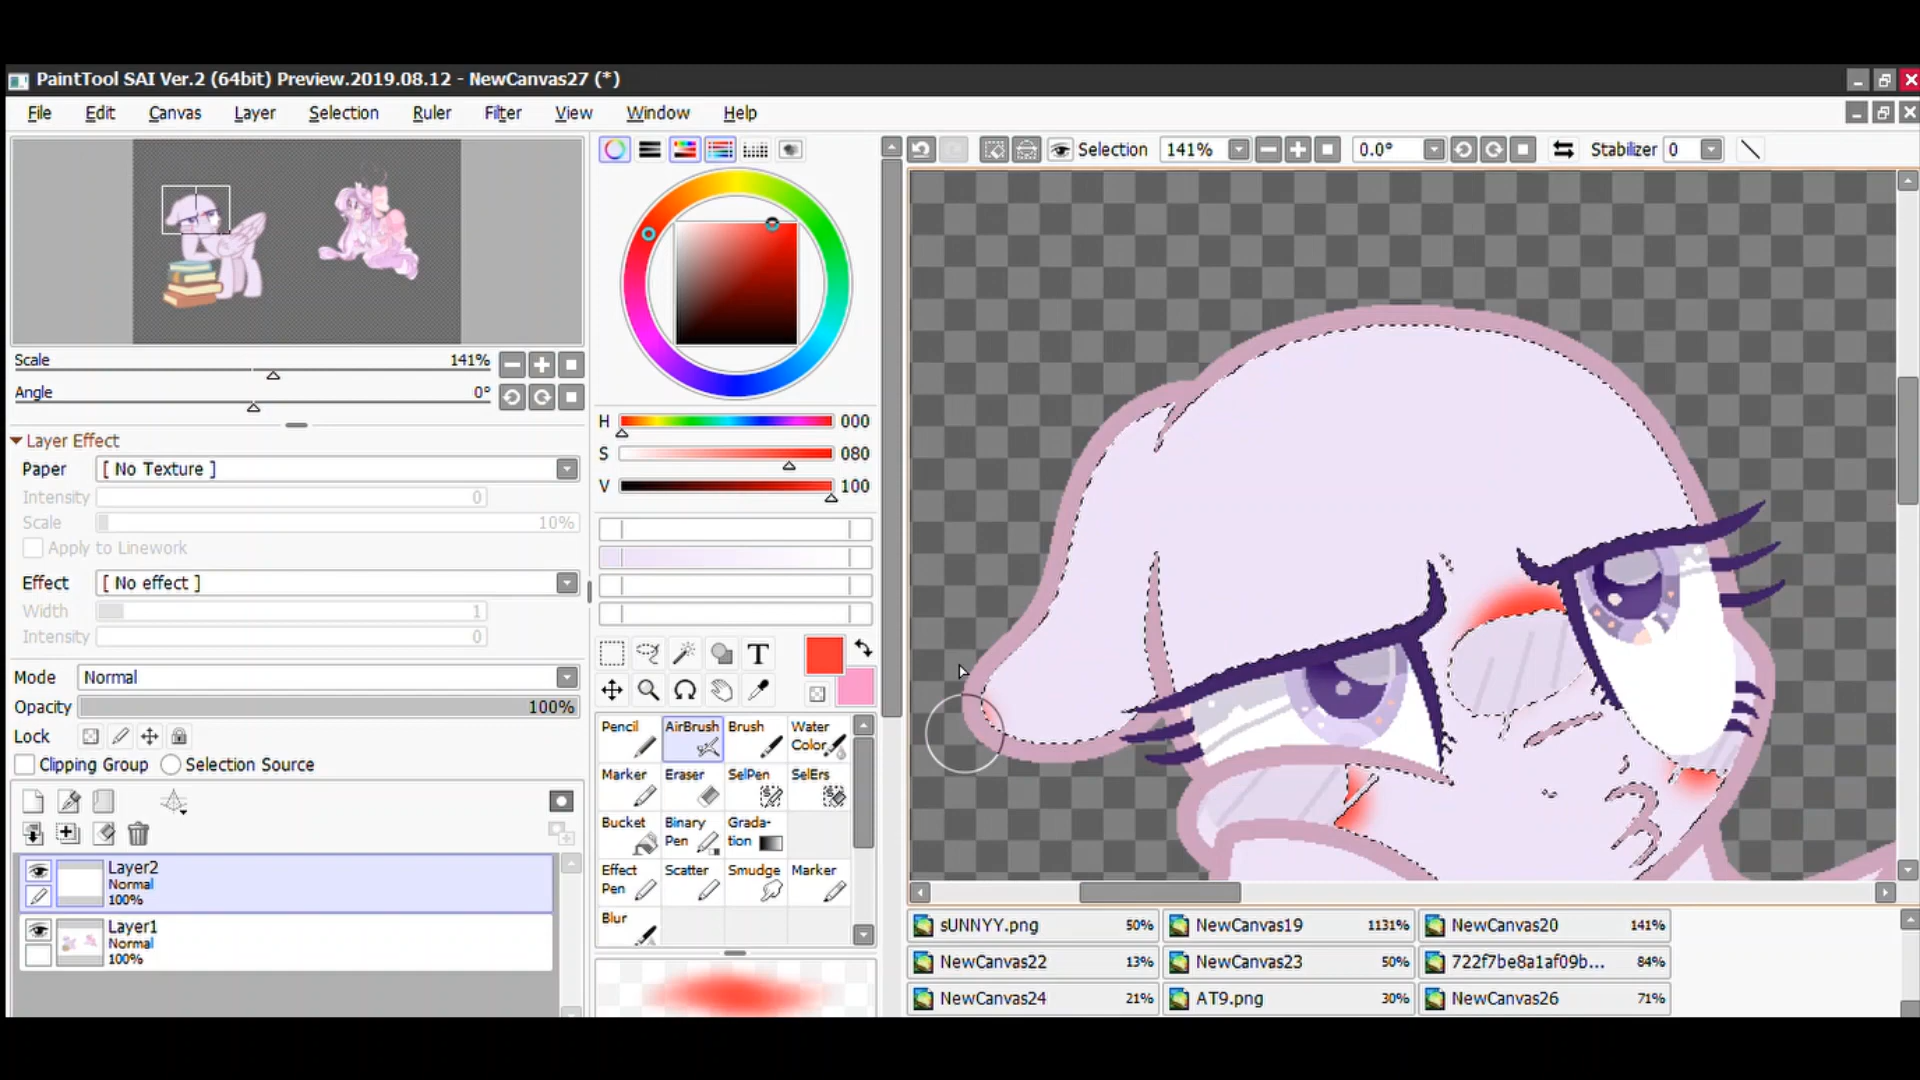 PaintTool SAI Ver.2 (64bit) Preview.2019.08.12 - NewCanvas27 (*)
File Edit Canvas Layer Selection Ruler Filter View Window Help
Selection 141% 0.0° Stabilizer 0
Scale 141%
Angle 0°
Layer Effect
Paper [ No Texture ]
Intensity 0
Scale 10%
Apply to Linework
Effect [ No effect ]
Width 1
Intensity 0
Mode Normal
Opacity 100%
Lock
Clipping Group Selection Source
Layer2
Normal
100%
Layer1
Normal
100%
H 000
S 080
V 100
T
Pencil AirBrush Brush Water Color
Marker Eraser SelPen SelErs
Bucket Binary Pen Grada-tion
Effect Pen Scatter Smudge Marker
Blur
sUNNYY.png 50% NewCanvas19 1131% NewCanvas20 141%
NewCanvas22 13% NewCanvas23 50% 722f7be8a1af09b... 84%
NewCanvas24 21% AT9.png 30% NewCanvas26 71%